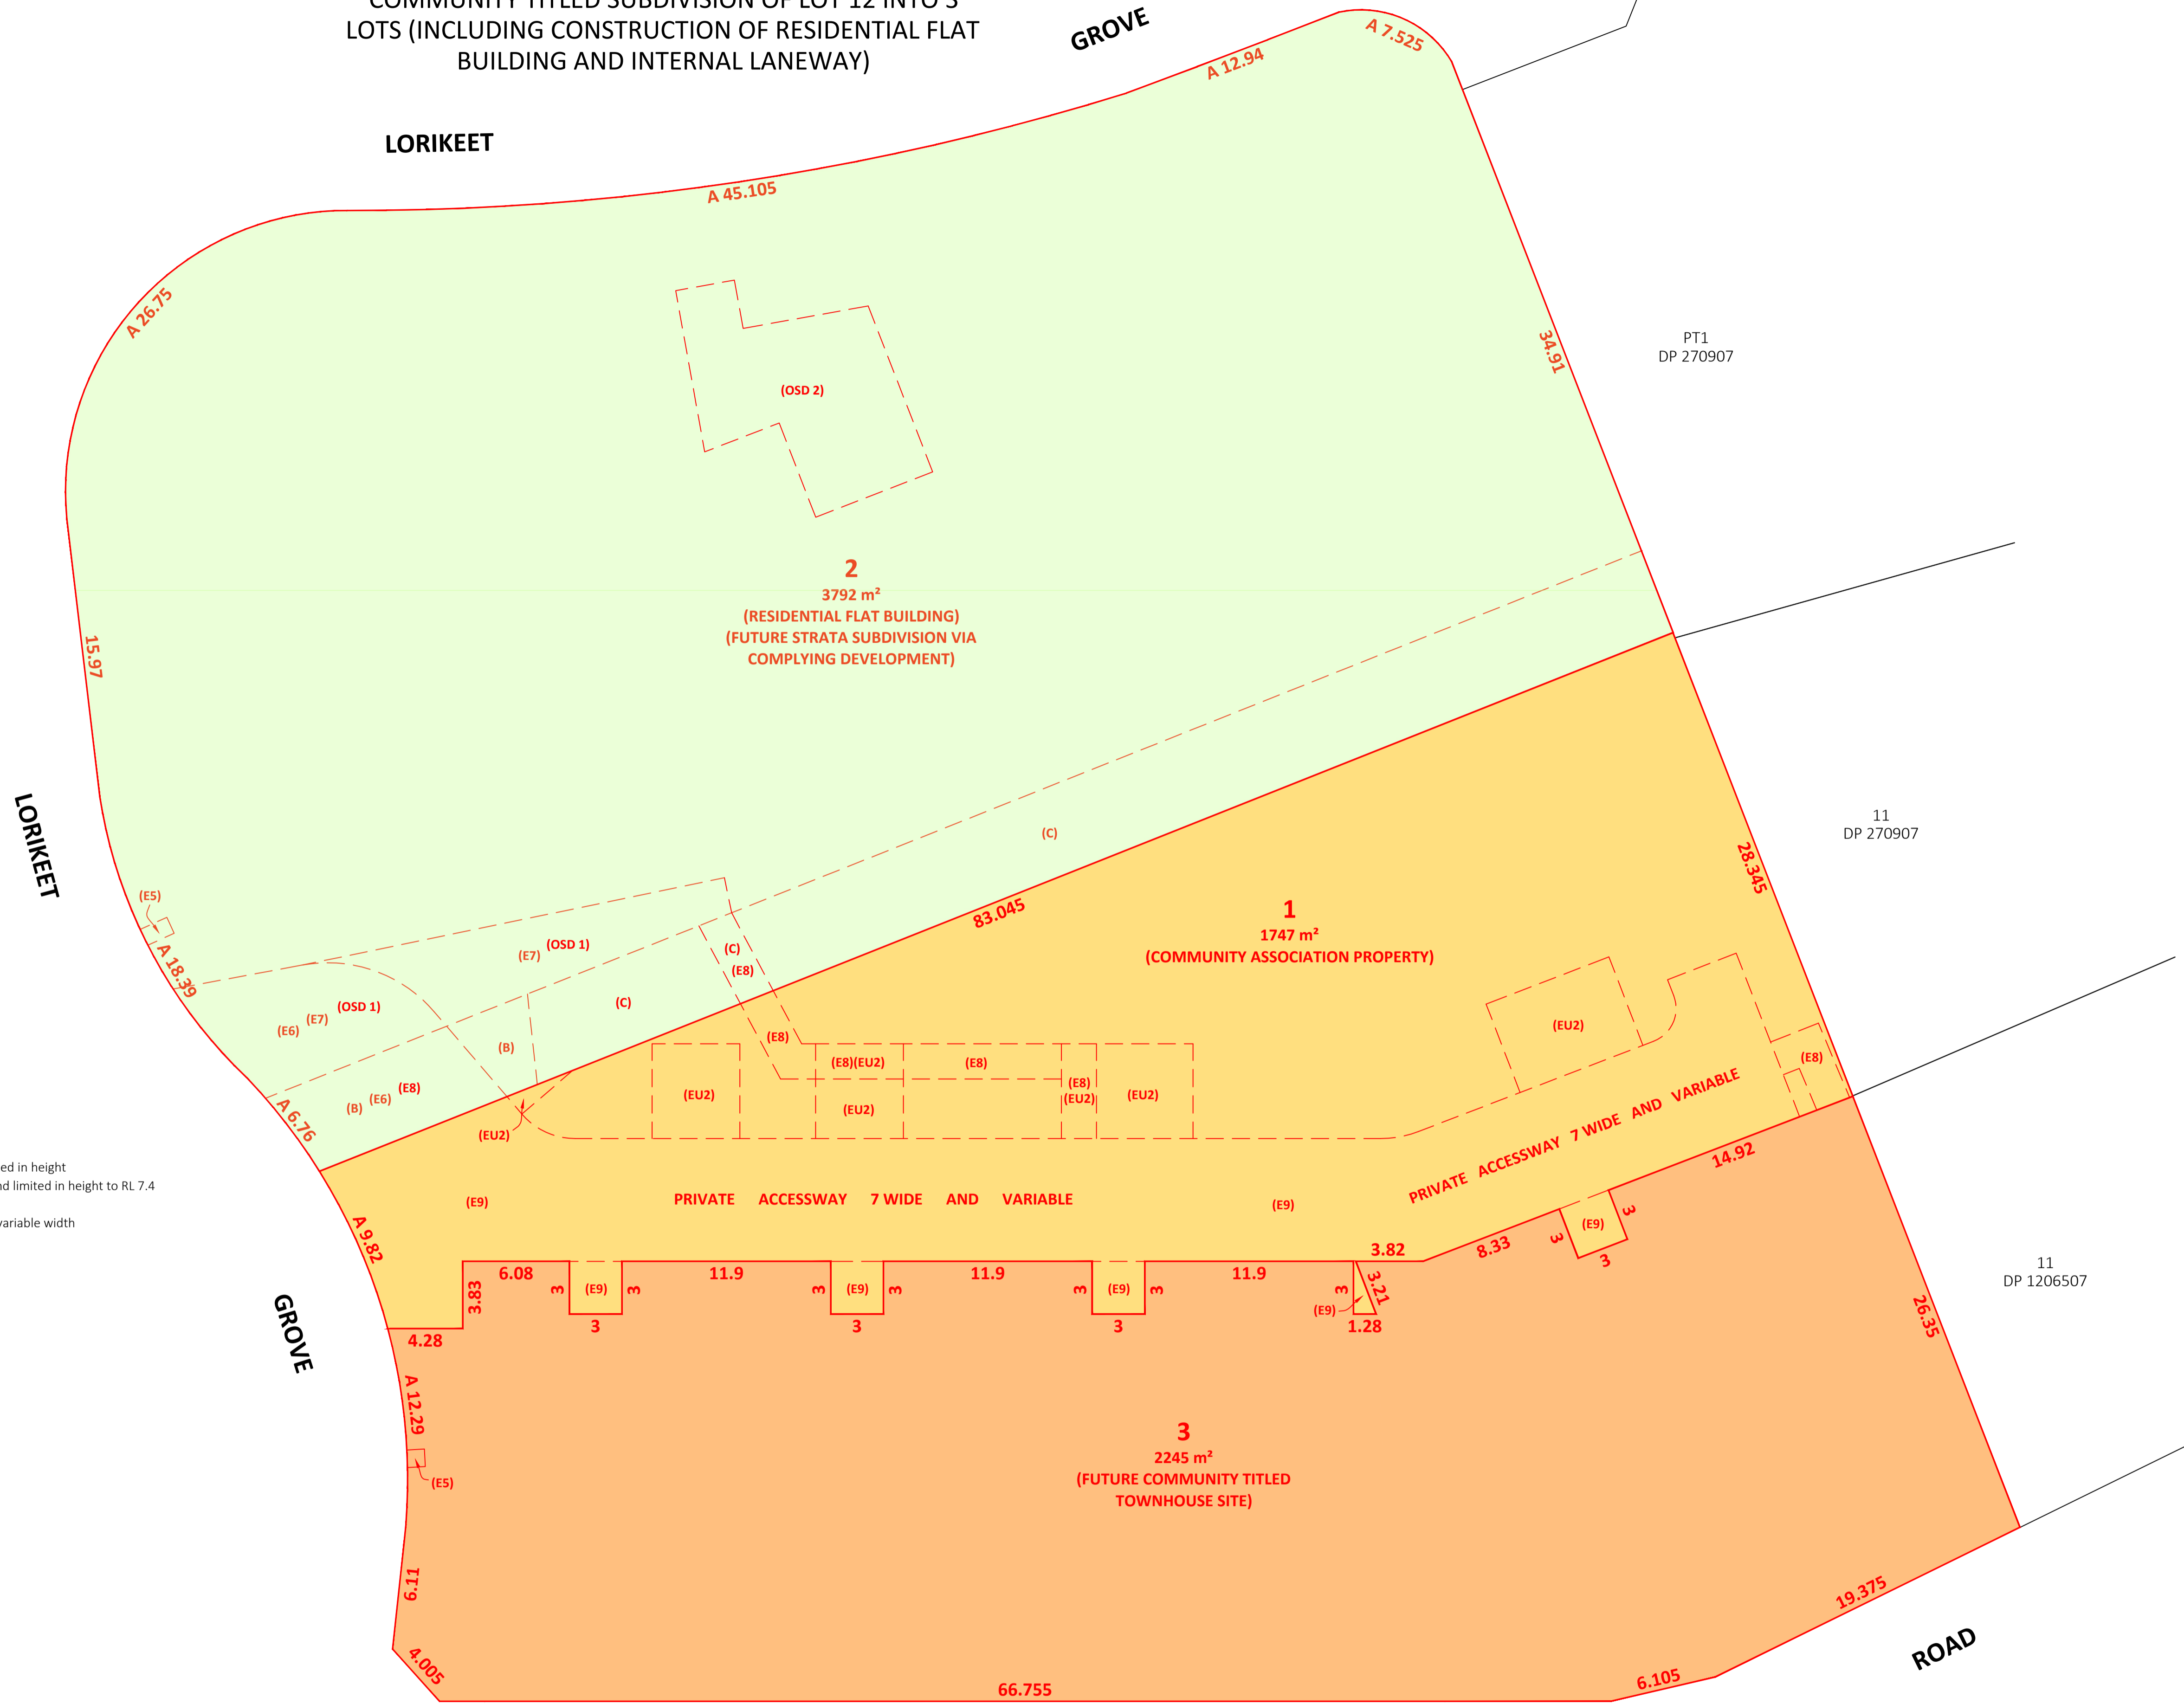 COMMUNITY TITLED SUBDIVISION OF LOT 12 INTO 3
LOTS (INCLUDING CONSTRUCTION OF RESIDENTIAL FLAT
BUILDING AND INTERNAL LANEWAY)
GROVE
A 7.525
A 12.94
LORIKEET
A 45.105
A 26.75
34.91
PT1
DP 270907
(OSD 2)
2
3792 m²
(RESIDENTIAL FLAT BUILDING)
(FUTURE STRATA SUBDIVISION VIA
COMPLYING DEVELOPMENT)
15.97
LORIKEET
(C)
11
DP 270907
28.345
(E5)
83.045
1
1747 m²
(COMMUNITY ASSOCIATION PROPERTY)
A 18.39
(E7)
(OSD 1)
(C)
(E8)
(E6)
(E7)
(OSD 1)
(C)
(B)
(E8)
(E8)(EU2)
(E8)
(E8)
(EU2)
(EU2)
(E8)
(B)
(E6)
(E8)
(EU2)
(EU2)
(EU2)
(EU2)
A 6.76
ed in height
nd limited in height to RL 7.4
variable width
(E9)
PRIVATE ACCESSWAY 7 WIDE AND VARIABLE
(E9)
PRIVATE ACCESSWAY 7 WIDE AND VARIABLE
14.92
A 9.82
3.82
8.33
3
(E9)
3
3
6.08
3.83
3
(E9)
3
3
11.9
3
(E9)
3
3
11.9
3
(E9)
3
3
11.9
3
3.21
(E9)
1.28
4.28
11
DP 1206507
26.35
GROVE
A 12.29
(E5)
3
2245 m²
(FUTURE COMMUNITY TITLED
TOWNHOUSE SITE)
6.11
4.005
66.755
6.105
19.375
ROAD